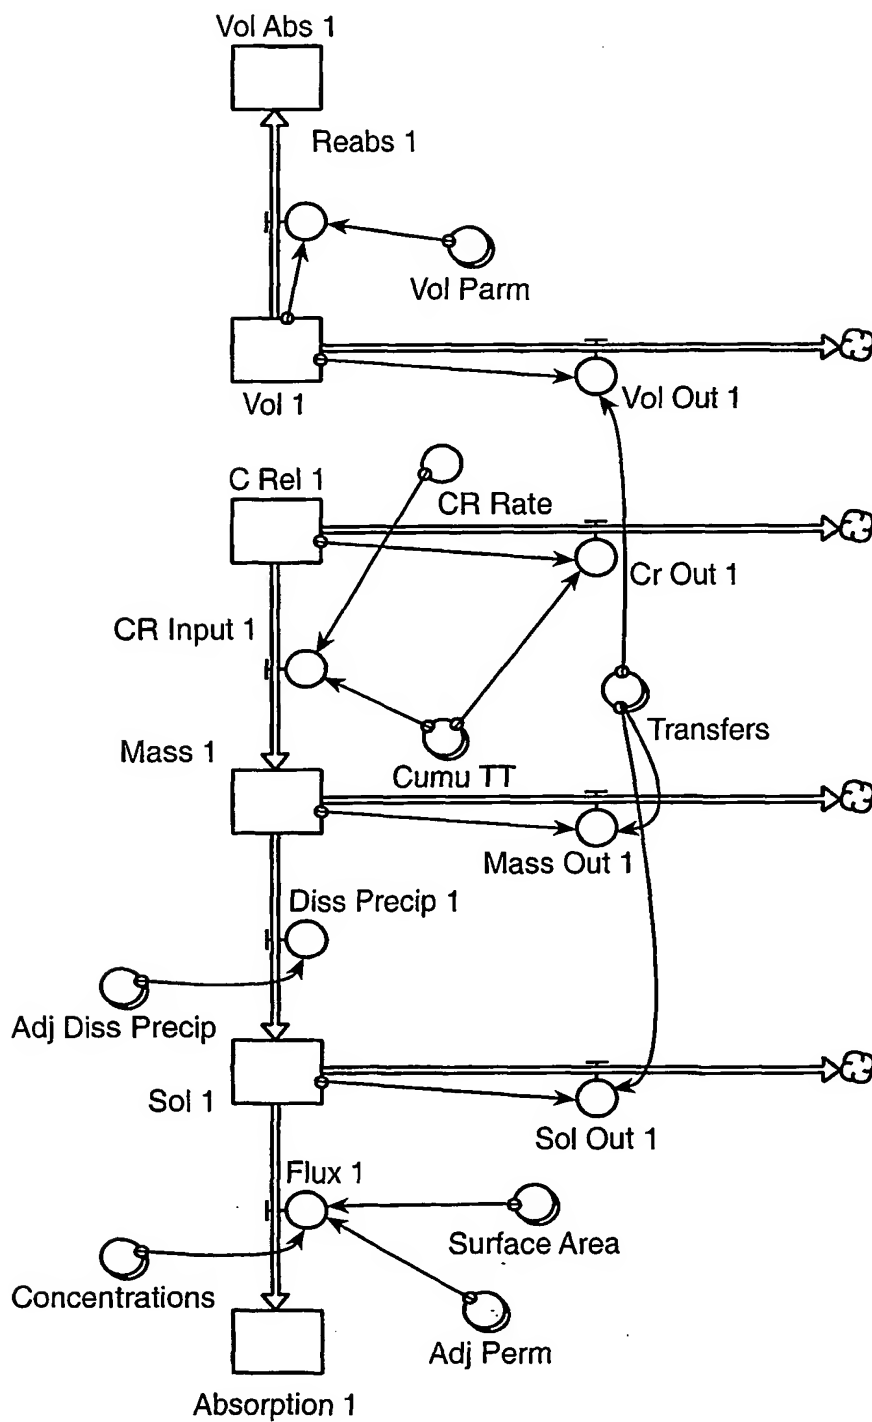 Vol Abs 1
Reabs 1
Vol Parm
Vol 1
Vol Out 1
C Rel 1
CR Rate
Cr Out 1
CR Input 1
Transfers
Mass 1
Cumu TT
Mass Out 1
Diss Precip 1
Adj Diss Precip
Sol 1
Sol Out 1
Flux 1
Surface Area
Concentrations
Adj Perm
Absorption 1